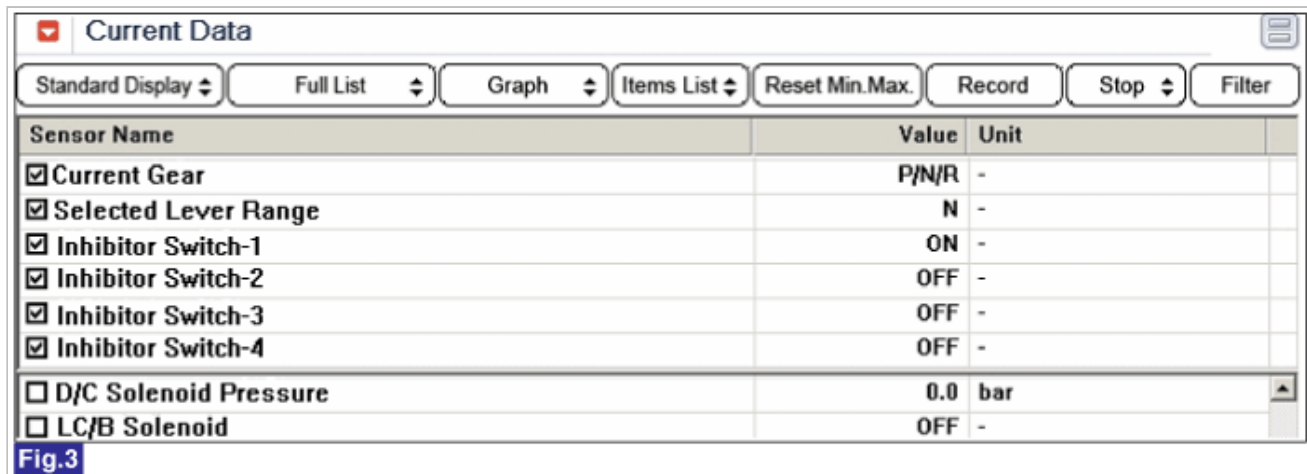 Current Data
Standard Display Full List Graph Items List Reset Min.Max. Record Stop Filter
Sensor Name Value Unit
Current Gear P/N/R -
Selected Lever Range N -
Inhibitor Switch-1 ON -
Inhibitor Switch-2 OFF -
Inhibitor Switch-3 OFF -
Inhibitor Switch-4 OFF -
D/C Solenoid Pressure 0.0 bar
LC/B Solenoid OFF -
Fig.3